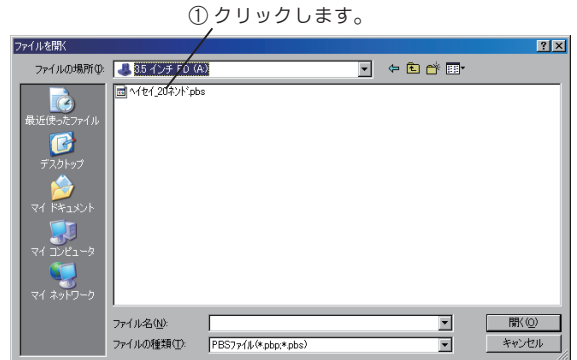 ① クリックします。
ファイルを開く
ファイルの場所(I):
3.5 インチ FD (A:)
ヘイセイ_20ネンド.pbs
最近使ったファイル
デスクトップ
マイ ドキュメント
マイ コンピュータ
マイ ネットワーク
ファイル名(N):
開く(O)
ファイルの種類(T):
PBSファイル(*.pbp;*.pbs)
キャンセル